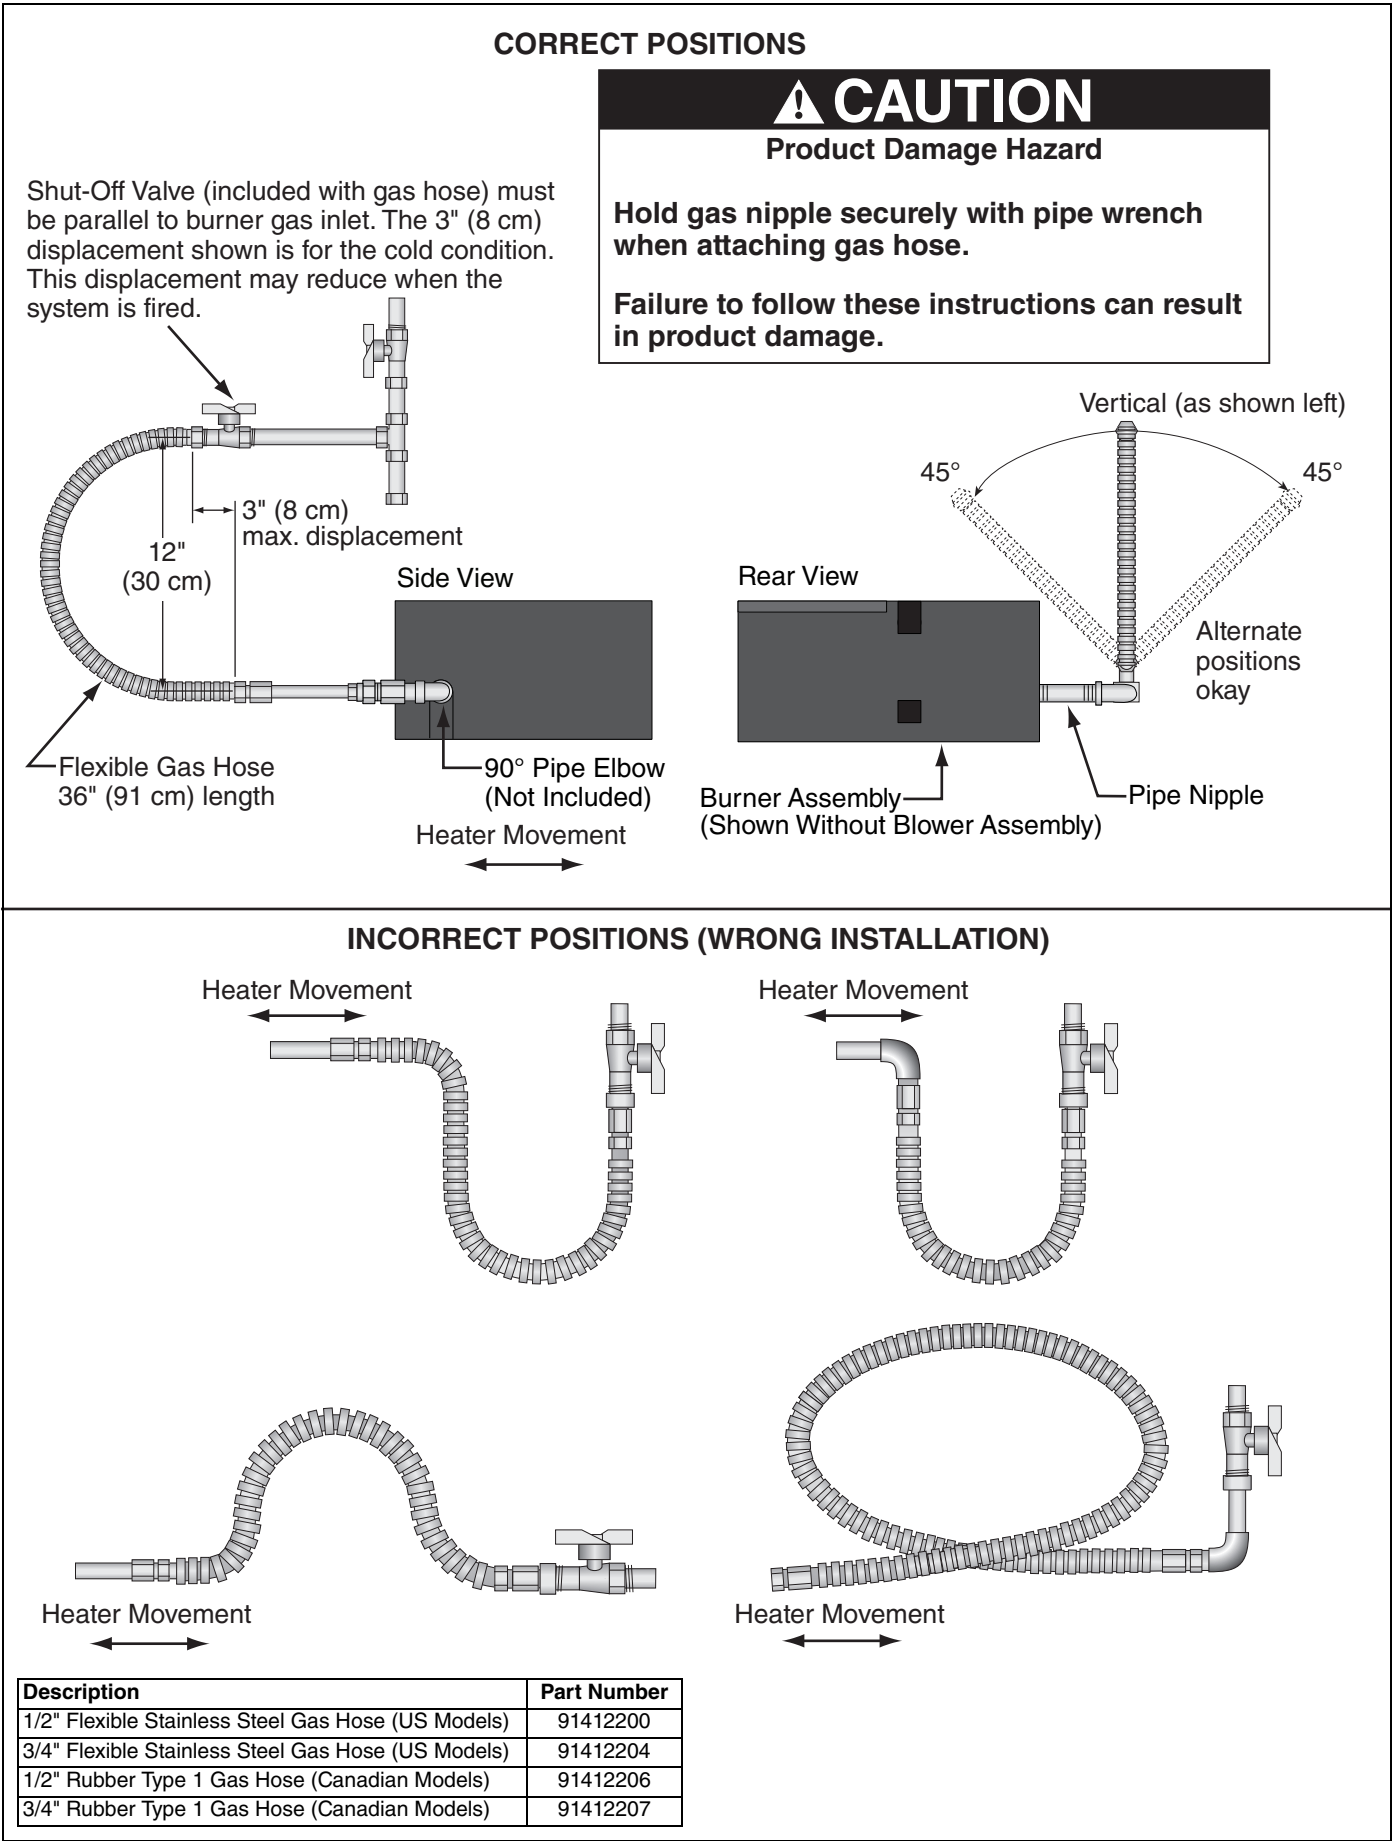 CORRECT POSITIONS
CAUTION
Product Damage Hazard
Hold gas nipple securely with pipe wrench
when attaching gas hose.
Failure to follow these instructions can result
in product damage.
Shut-Off Valve (included with gas hose) must
be parallel to burner gas inlet. The 3" (8 cm)
displacement shown is for the cold condition.
This displacement may reduce when the
system is fired.
3" (8 cm)
max. displacement
12"
(30 cm)
Side View
Flexible Gas Hose
36" (91 cm) length
90° Pipe Elbow
(Not Included)
Heater Movement
Vertical (as shown left)
45°
45°
Rear View
Alternate
positions
okay
Burner Assembly
(Shown Without Blower Assembly)
Pipe Nipple
INCORRECT POSITIONS (WRONG INSTALLATION)
Heater Movement
Heater Movement
Heater Movement
Heater Movement
Description Part Number
1/2" Flexible Stainless Steel Gas Hose (US Models) 91412200
3/4" Flexible Stainless Steel Gas Hose (US Models) 91412204
1/2" Rubber Type 1 Gas Hose (Canadian Models) 91412206
3/4" Rubber Type 1 Gas Hose (Canadian Models) 91412207